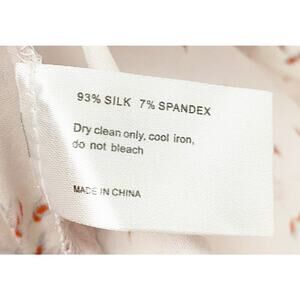 93% SILK 7% SPANDEX
Dry clean only, cool iron,
do not bleach
MADE IN CHINA